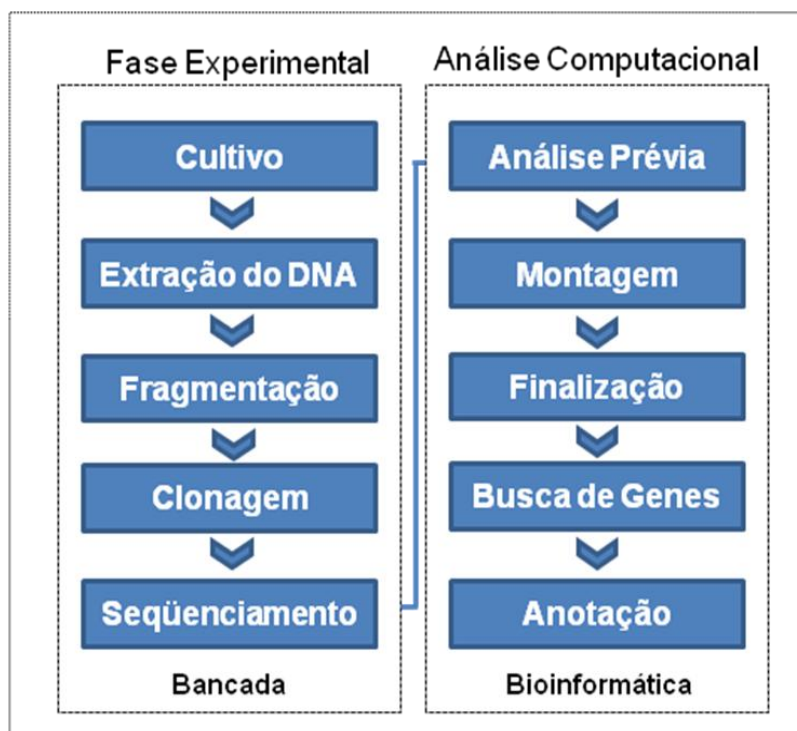 Fase Experimental
Cultivo
Extração do DNA
Fragmentação
Clonagem
Seqüenciamento
Bancada
Análise Computacional
Análise Prévia
Montagem
Finalização
Busca de Genes
Anotação
Bioinformática